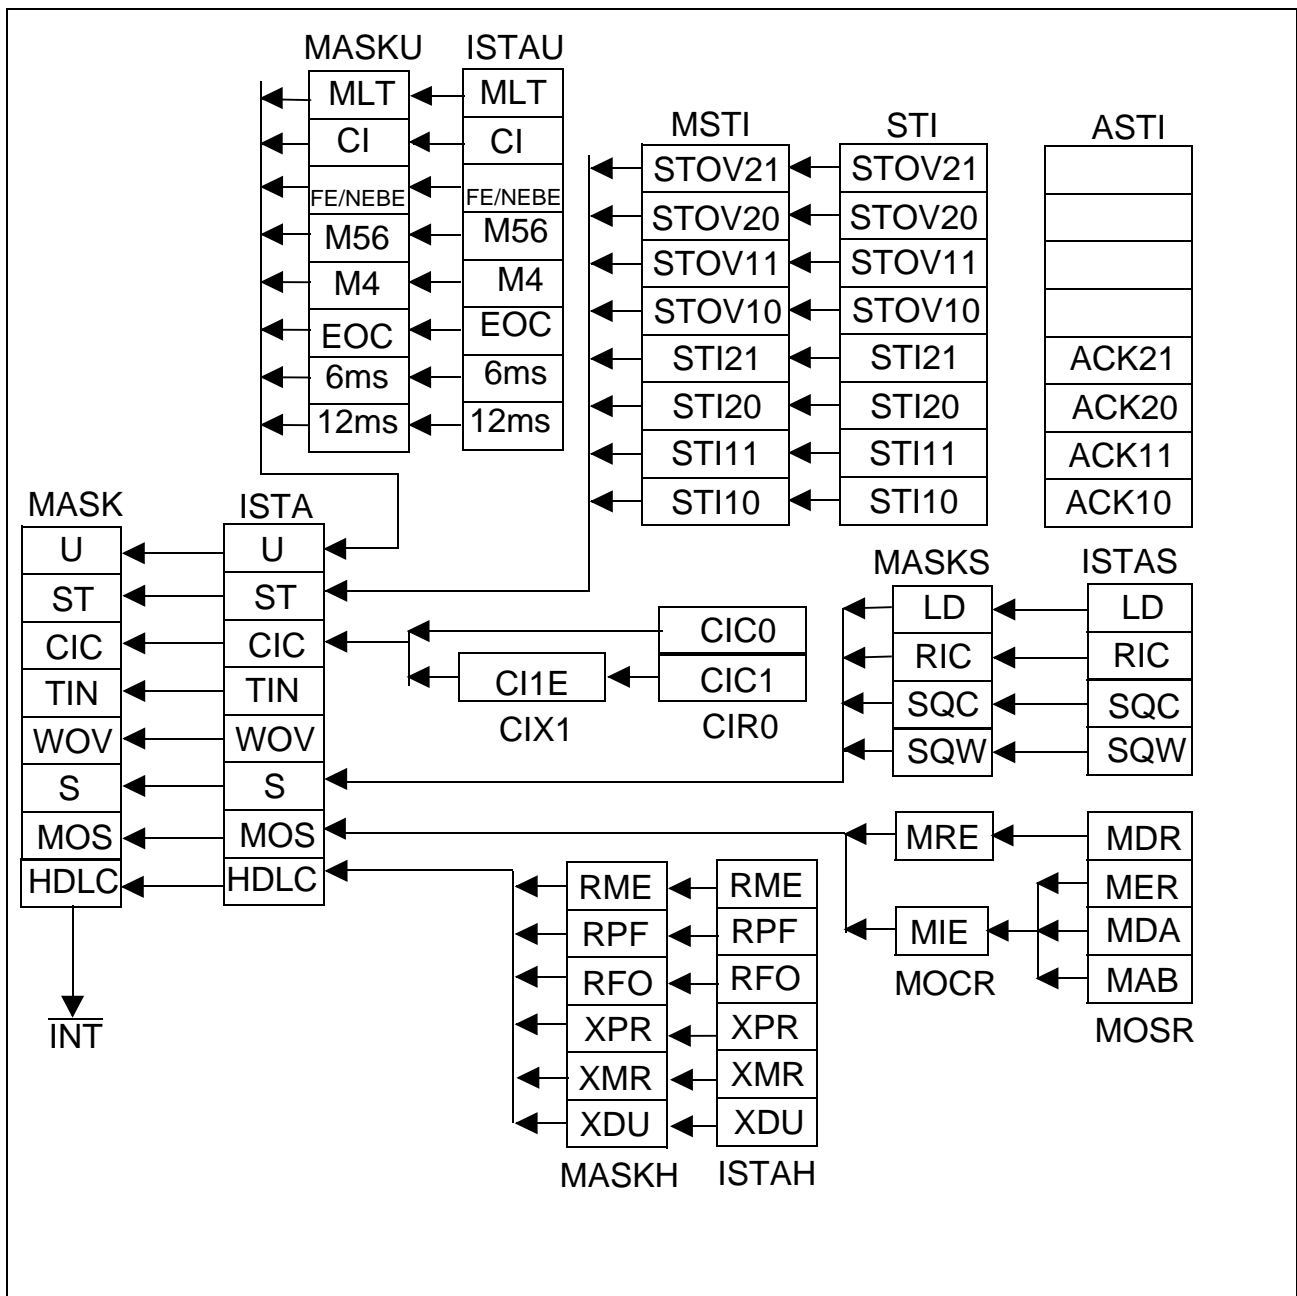 MASKU ISTAU
MLT MLT
CI CI
FE/NEBE FE/NEBE
M56 M56
M4 M4
EOC EOC
6ms 6ms
12ms 12ms
MSTI STI ASTI
STOV21 STOV21
STOV20 STOV20
STOV11 STOV11
STOV10 STOV10
STI21 STI21 ACK21
STI20 STI20 ACK20
STI11 STI11 ACK11
STI10 STI10 ACK10
MASK ISTA
U U
ST ST
CIC CIC
TIN TIN
WOV WOV
S S
MOS MOS
HDLC HDLC
INT
CIC0
CI1E CIC1
CIX1 CIR0
MASKS ISTAS
LD LD
RIC RIC
SQC SQC
SQW SQW
MRE MDR
MER
MIE MDA
MAB
MOCR MOSR
RME RME
RPF RPF
RFO RFO
XPR XPR
XMR XMR
XDU XDU
MASKH ISTAH